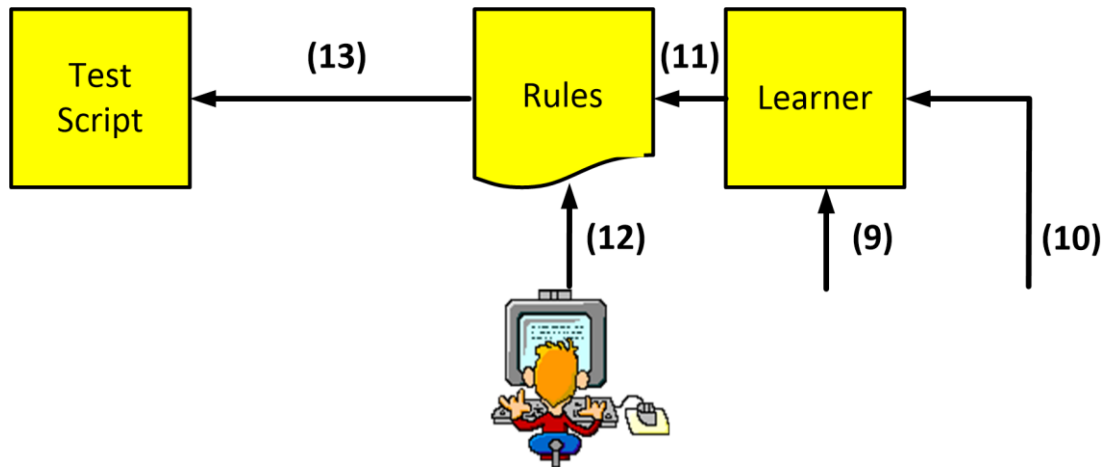 (13)
(11)
Test
Script
Rules
Learner
(12)
(9)
(10)